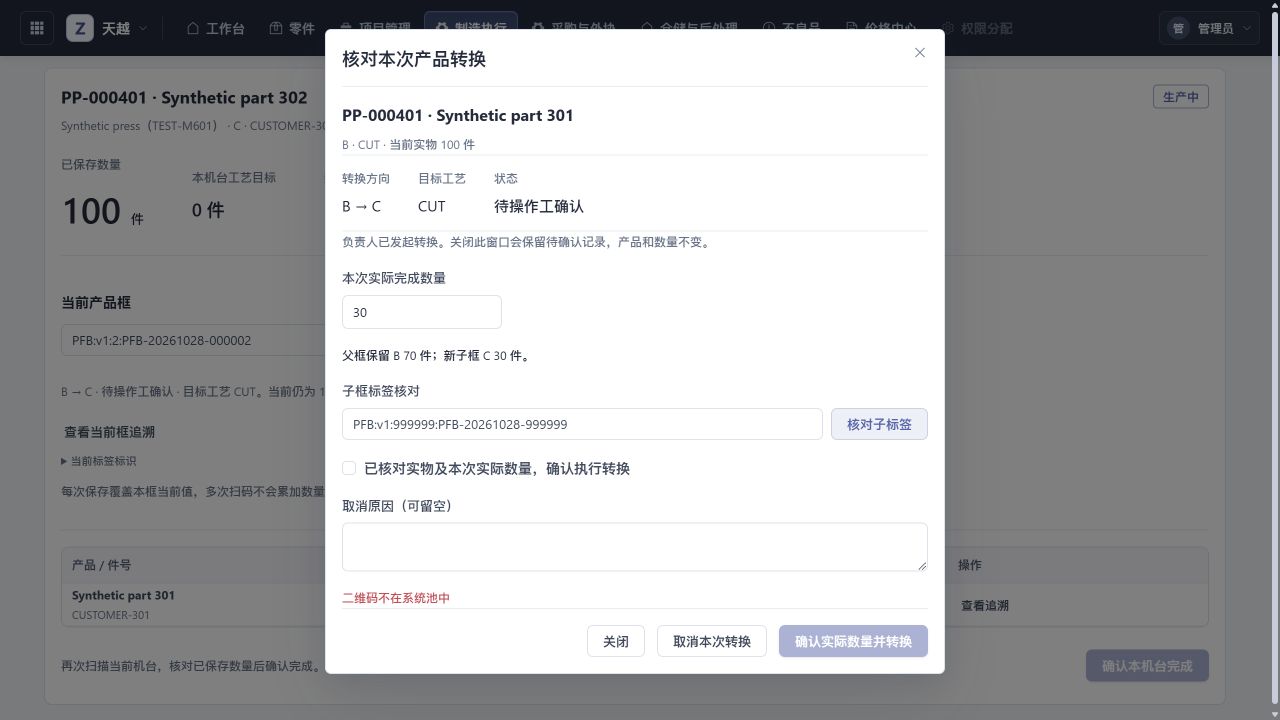 Z 天越 工作台 零件 项目管理 制造执行 采购与外协 仓储与后处理 不良品 价格中心 权限分配 管 管理员
核对本次产品转换
PP-000401 · Synthetic part 302
生产中
Synthetic press（TEST-M601） · C · CUSTOMER-30
已保存数量
本机台工艺目标
100 件
0 件
当前产品框
PFB:v1:2:PFB-20261028-000002
B → C · 待操作工确认 · 目标工艺 CUT。当前仍为 1
查看当前框追溯
▸ 当前标签标识
每次保存覆盖本框当前值，多次扫码不会累加数量
产品 / 件号
操作
Synthetic part 301
CUSTOMER-301
查看追溯
再次扫描当前机台，核对已保存数量后确认完成。
确认本机台完成
PP-000401 · Synthetic part 301
B · CUT · 当前实物 100 件
转换方向 目标工艺 状态
B → C CUT 待操作工确认
负责人已发起转换。关闭此窗口会保留待确认记录，产品和数量不变。
本次实际完成数量
30
父框保留 B 70 件；新子框 C 30 件。
子框标签核对
PFB:v1:999999:PFB-20261028-999999
核对子标签
已核对实物及本次实际数量，确认执行转换
取消原因（可留空）
二维码不在系统池中
关闭 取消本次转换 确认实际数量并转换